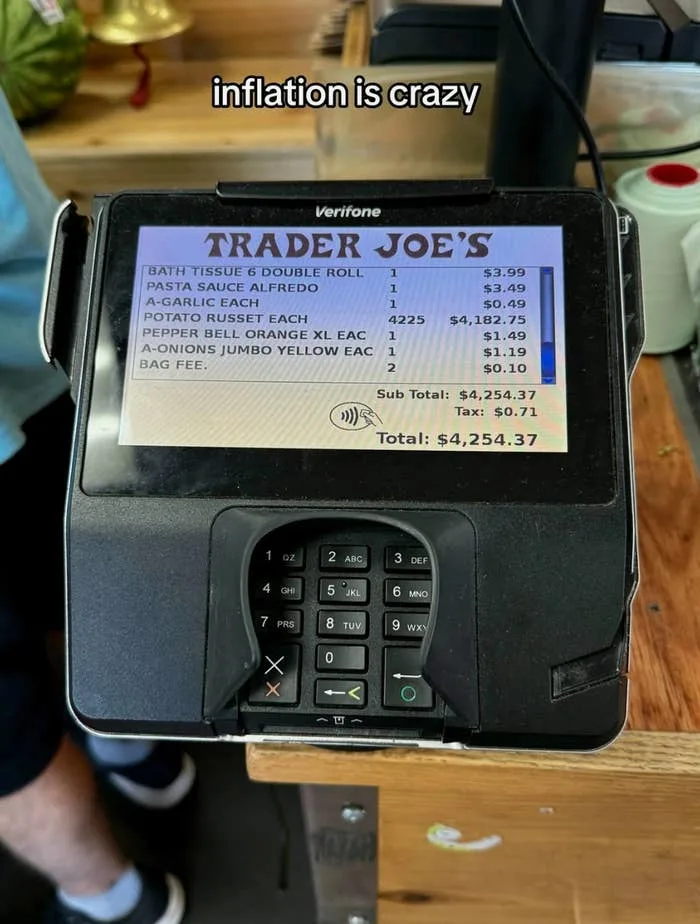 inflation is crazy
Verifone
TRADER JOE'S
BATH TISSUE 6 DOUBLE ROLL 1 $3.99
PASTA SAUCE ALFREDO 1 $3.49
A-GARLIC EACH 1 $0.49
POTATO RUSSET EACH 4225 $4,182.75
PEPPER BELL ORANGE XL EAC 1 $1.49
A-ONIONS JUMBO YELLOW EAC 1 $1.19
BAG FEE. 2 $0.10
Sub Total: $4,254.37
Tax: $0.71
Total: $4,254.37
1 QZ 2 ABC 3 DEF
4 GHI 5 JKL 6 MNO
7 PRS 8 TUV 9 WXY
0